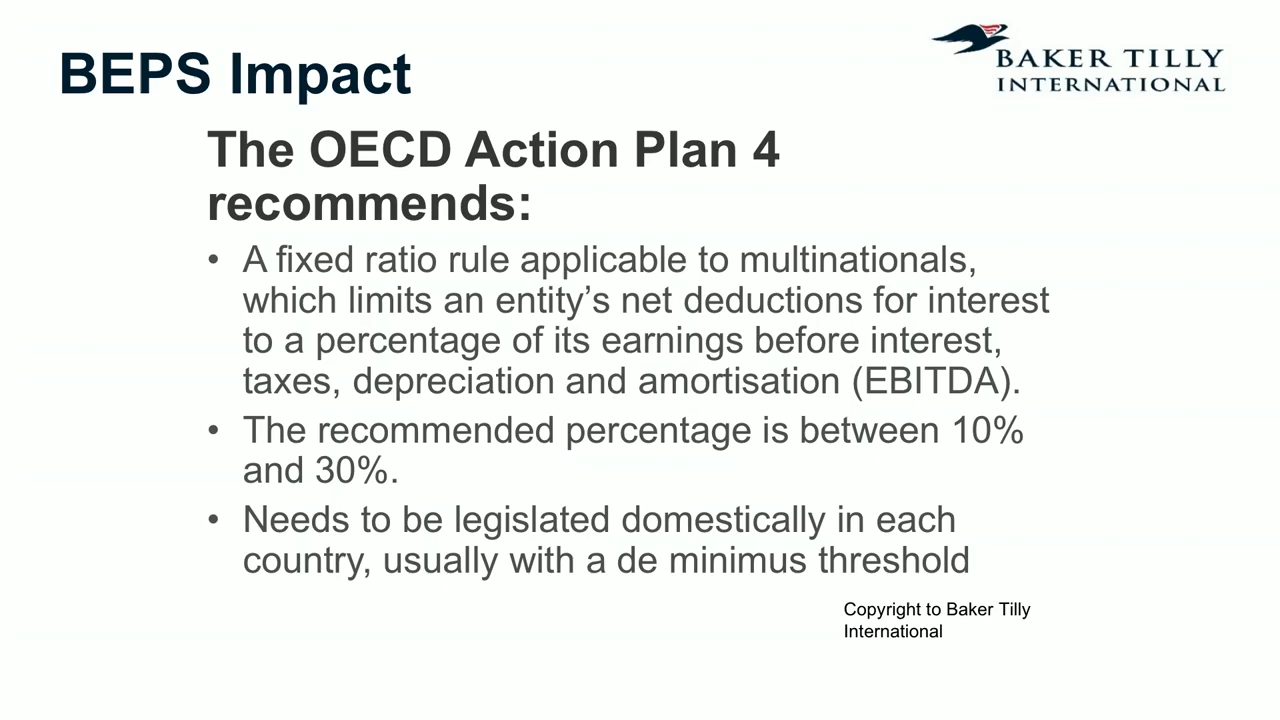 BEPS Impact
BAKER TILLY
INTERNATIONAL
The OECD Action Plan 4
recommends:
• A fixed ratio rule applicable to multinationals,
which limits an entity’s net deductions for interest
to a percentage of its earnings before interest,
taxes, depreciation and amortisation (EBITDA).
• The recommended percentage is between 10%
and 30%.
• Needs to be legislated domestically in each
country, usually with a de minimus threshold
Copyright to Baker Tilly
International